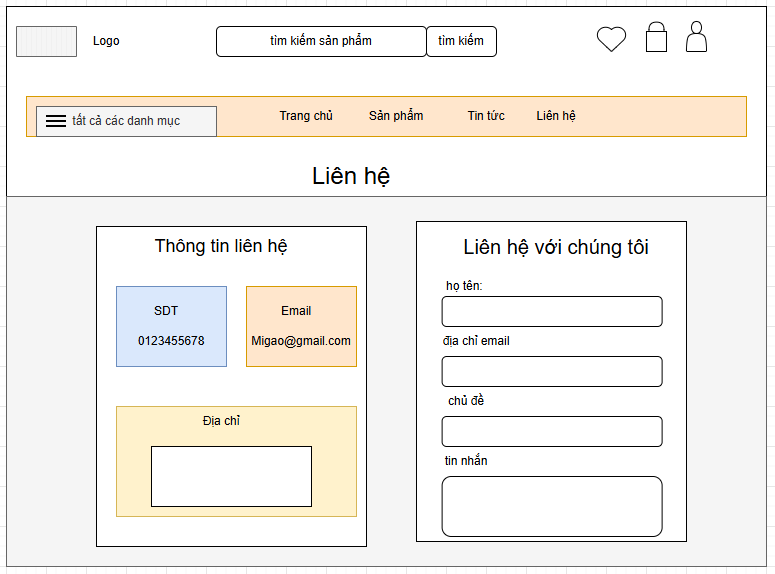 Logo
tìm kiếm sản phẩm
tìm kiếm
tất cả các danh mục
Trang chủ
Sản phẩm
Tin tức
Liên hệ
Liên hệ
Thông tin liên hệ
SDT
0123455678
Email
Migao@gmail.com
Địa chỉ
Liên hệ với chúng tôi
họ tên:
địa chỉ email
chủ đề
tin nhắn